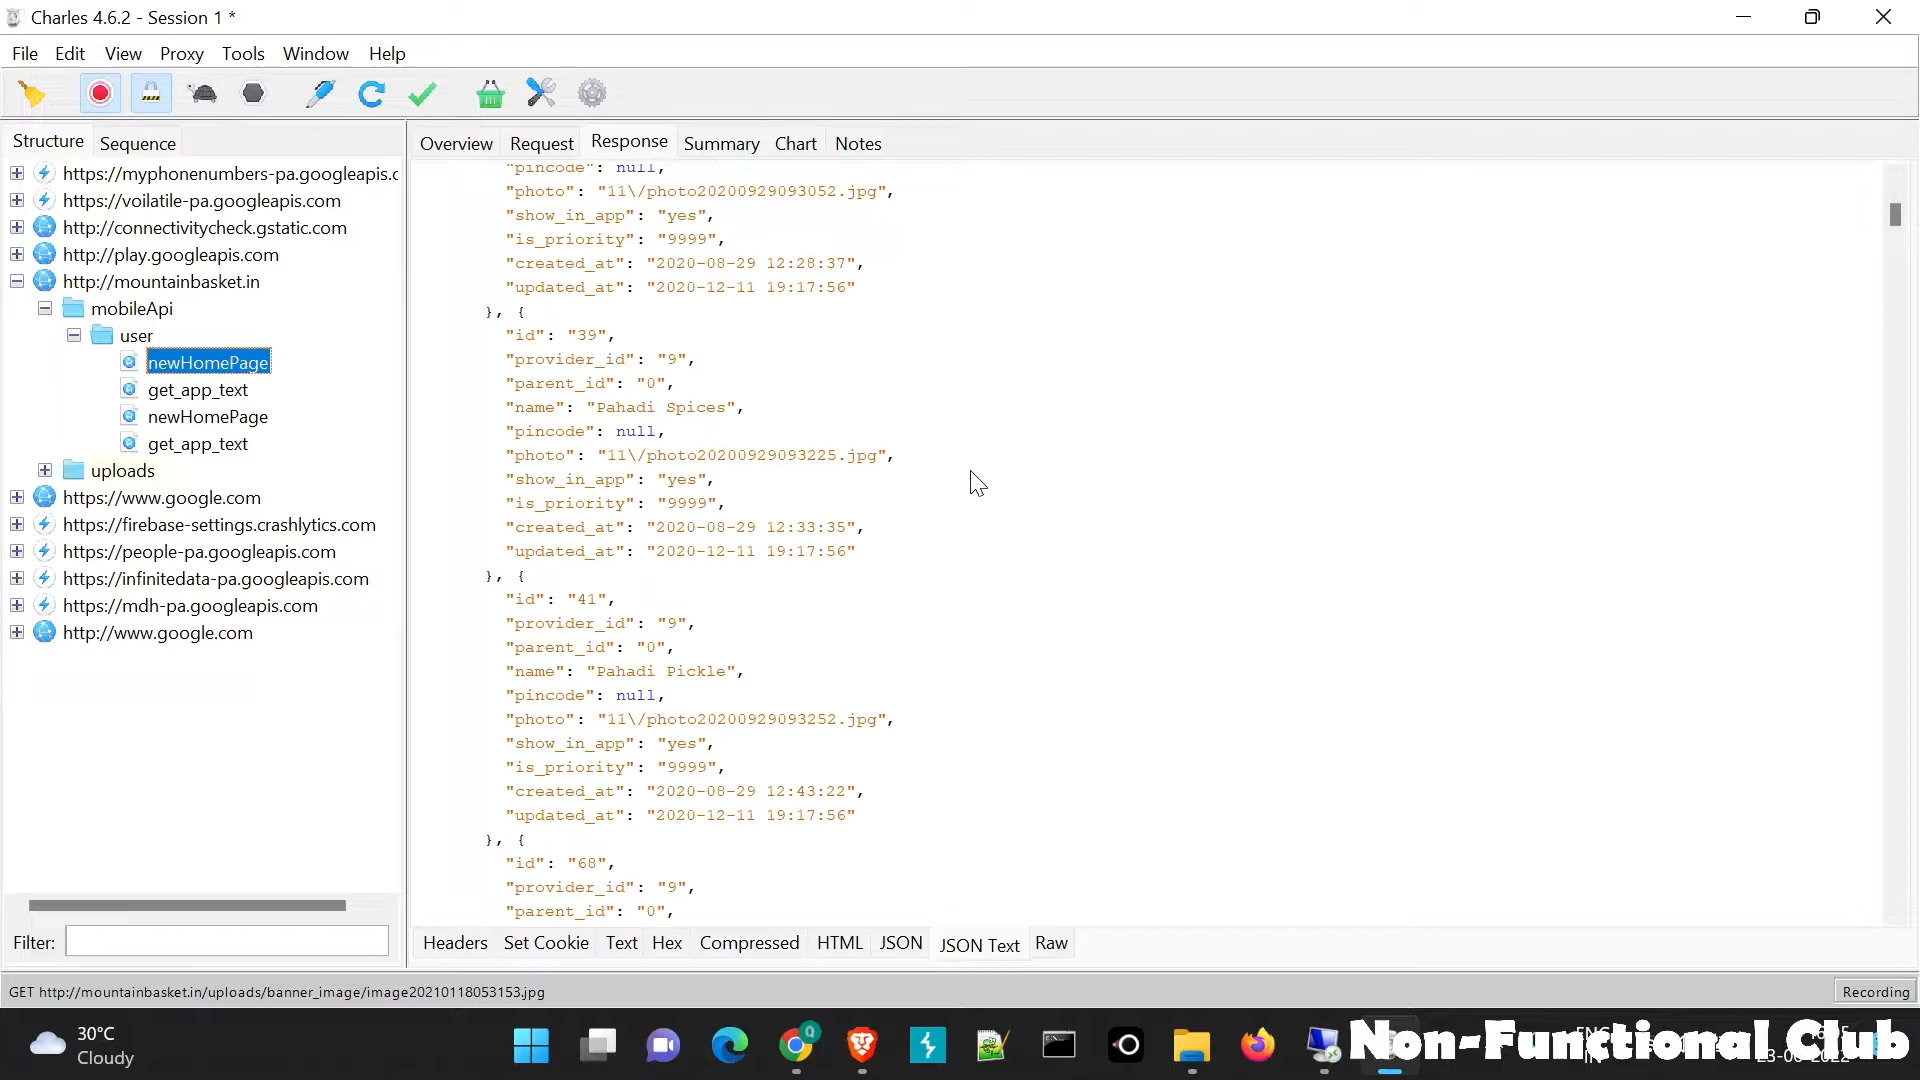 Charles 4.6.2 - Session 1 *
File Edit View Proxy Tools Window Help
Structure Sequence
https://myphonenumbers-pa.googleapis.c
https://voilatile-pa.googleapis.com
http://connectivitycheck.gstatic.com
http://play.googleapis.com
http://mountainbasket.in
mobileApi
user
newHomePage
get_app_text
newHomePage
get_app_text
uploads
https://www.google.com
https://firebase-settings.crashlytics.com
https://people-pa.googleapis.com
https://infinitedata-pa.googleapis.com
https://mdh-pa.googleapis.com
http://www.google.com
Filter:
Overview Request Response Summary Chart Notes
"pincode": null,
"photo": "11\/photo20200929093052.jpg",
"show_in_app": "yes",
"is_priority": "9999",
"created_at": "2020-08-29 12:28:37",
"updated_at": "2020-12-11 19:17:56"
}, {
"id": "39",
"provider_id": "9",
"parent_id": "0",
"name": "Pahadi Spices",
"pincode": null,
"photo": "11\/photo20200929093225.jpg",
"show_in_app": "yes",
"is_priority": "9999",
"created_at": "2020-08-29 12:33:35",
"updated_at": "2020-12-11 19:17:56"
}, {
"id": "41",
"provider_id": "9",
"parent_id": "0",
"name": "Pahadi Pickle",
"pincode": null,
"photo": "11\/photo20200929093252.jpg",
"show_in_app": "yes",
"is_priority": "9999",
"created_at": "2020-08-29 12:43:22",
"updated_at": "2020-12-11 19:17:56"
}, {
"id": "68",
"provider_id": "9",
"parent_id": "0",
Headers Set Cookie Text Hex Compressed HTML JSON JSON Text Raw
GET http://mountainbasket.in/uploads/banner_image/image20210118053153.jpg
Recording
30°C
Cloudy
Non-Functional Club